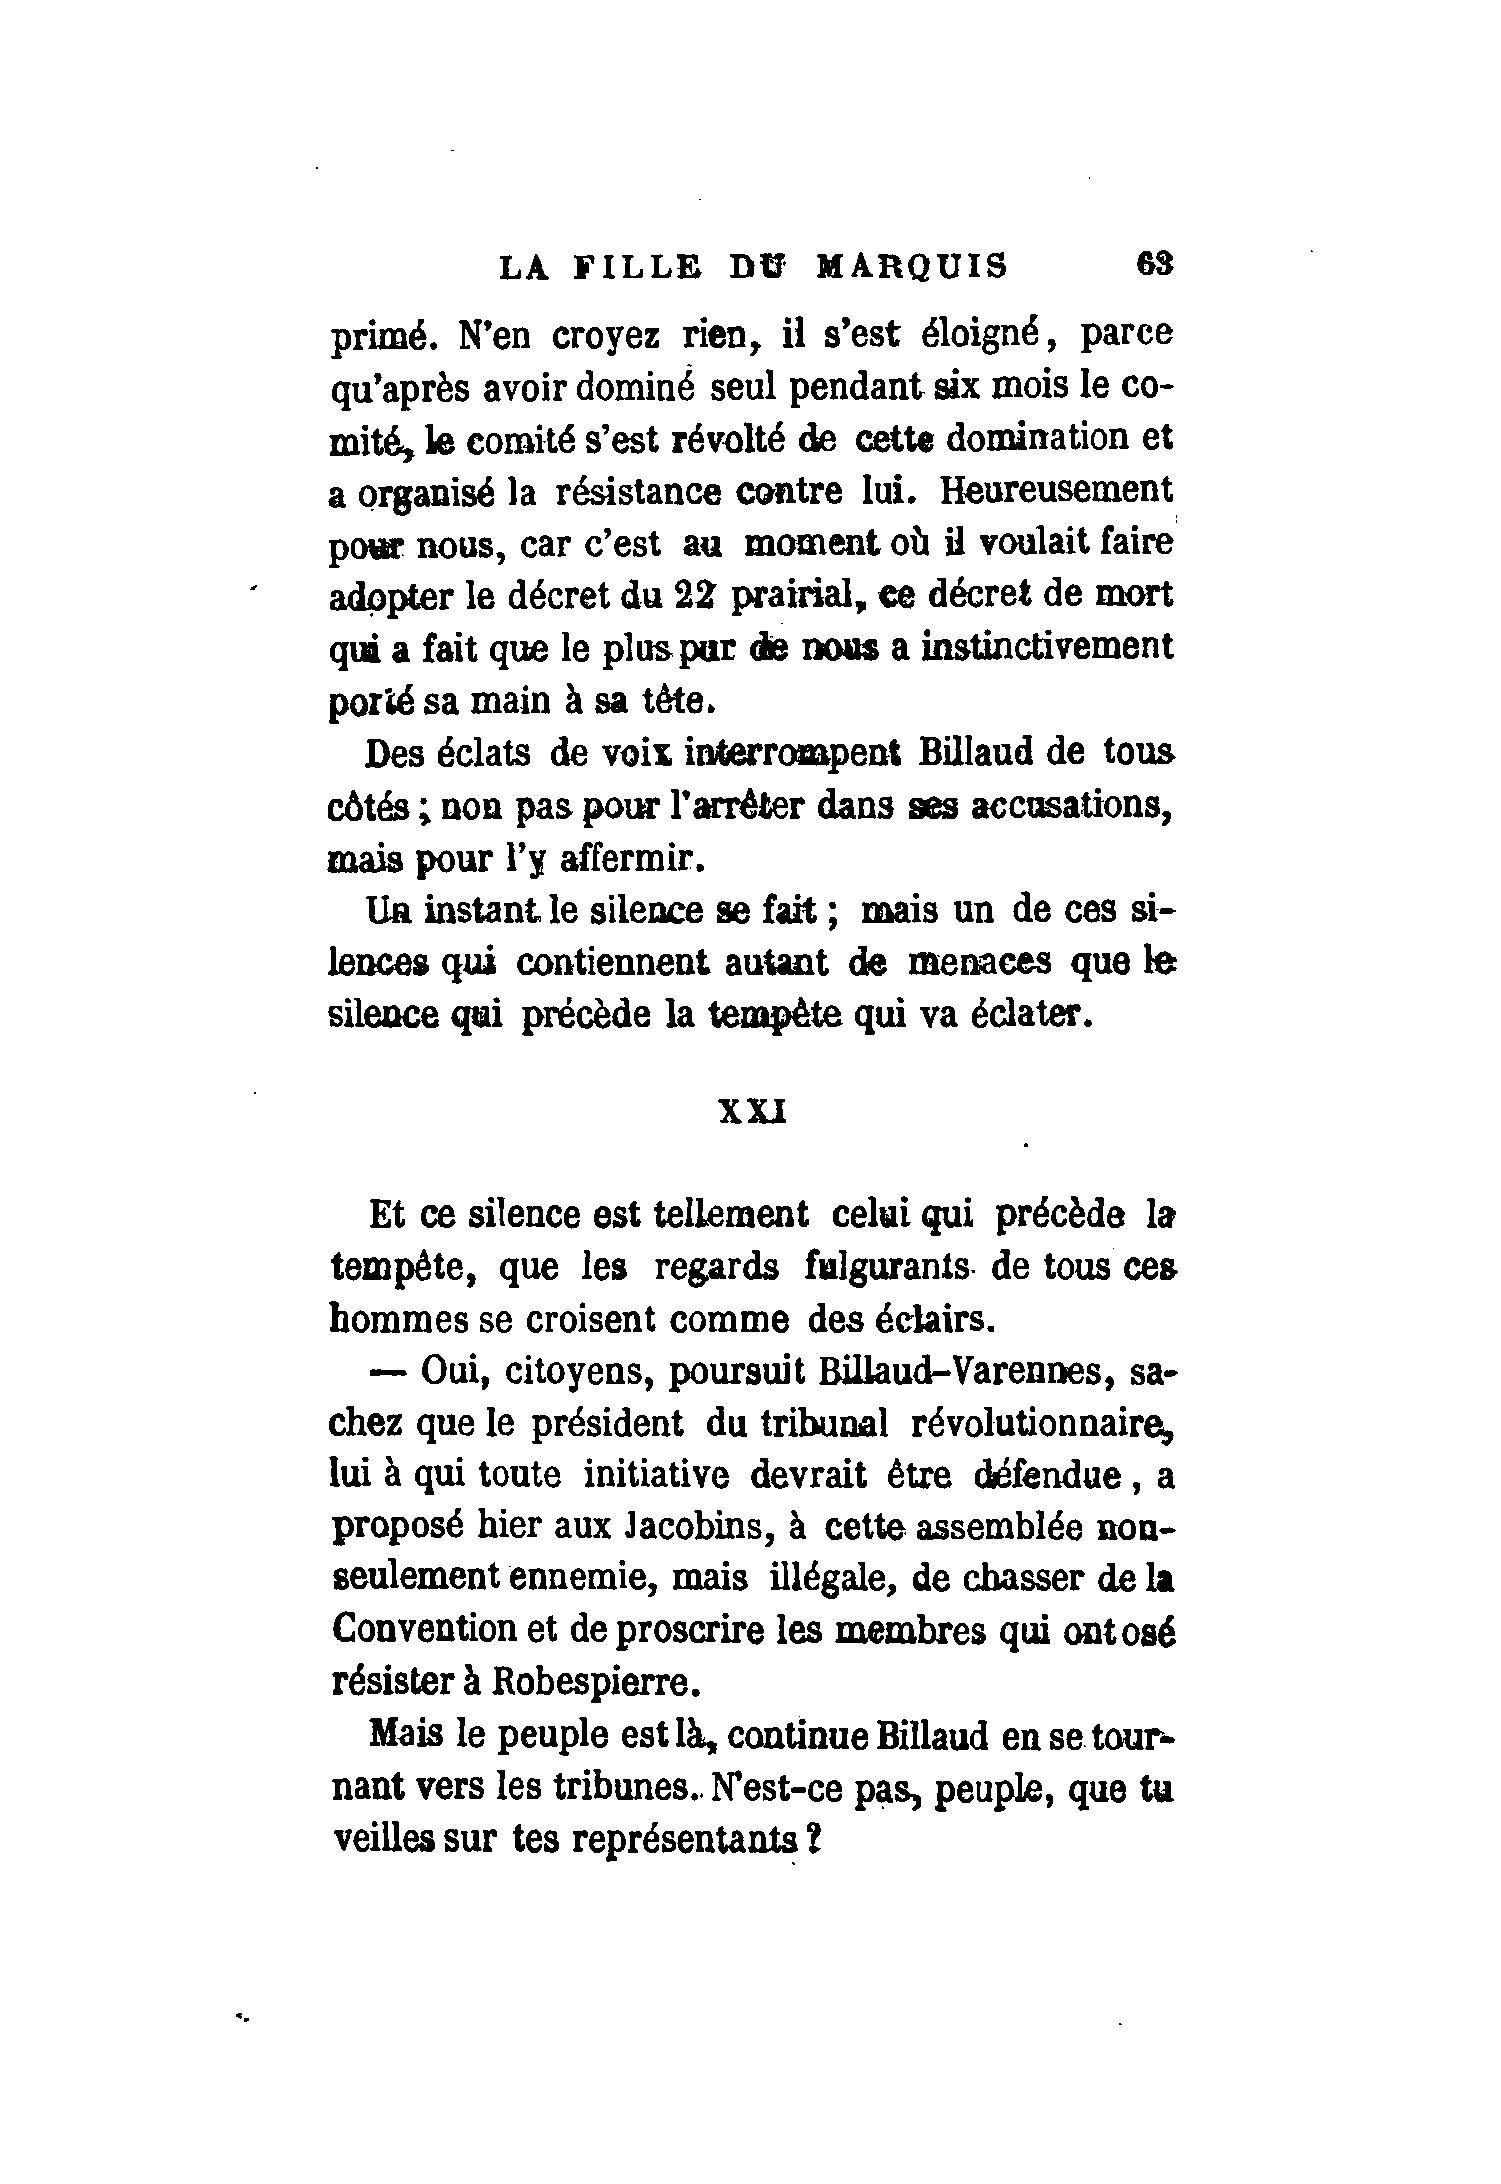 LA FILLE DU MARQUIS 63
primé. N'en croyez rien, il s'est éloigné, parce
qu'après avoir dominé seul pendant six mois le co-
mité, le comité s'est révolté de cette domination et
a organisé la résistance contre lui. Heureusement
pour nous, car c'est au moment où il voulait faire
adopter le décret du 22 prairial, ce décret de mort
qui a fait que le plus pur de nous a instinctivement
porté sa main à sa tête.
Des éclats de voix interrompent Billaud de tous
côtés ; non pas pour l'arrêter dans ses accusations,
mais pour l'y affermir.
Un instant le silence se fait ; mais un de ces si-
lences qui contiennent autant de menaces que le
silence qui précède la tempête qui va éclater.
XXI
Et ce silence est tellement celui qui précède la
tempête, que les regards fulgurants de tous ces
hommes se croisent comme des éclairs.
— Oui, citoyens, poursuit Billaud-Varennes, sa-
chez que le président du tribunal révolutionnaire,
lui à qui toute initiative devrait être défendue, a
proposé hier aux Jacobins, à cette assemblée non-
seulement ennemie, mais illégale, de chasser de la
Convention et de proscrire les membres qui ont osé
résister à Robespierre.
Mais le peuple est là, continue Billaud en se tour-
nant vers les tribunes. N'est-ce pas, peuple, que tu
veilles sur tes représentants ?